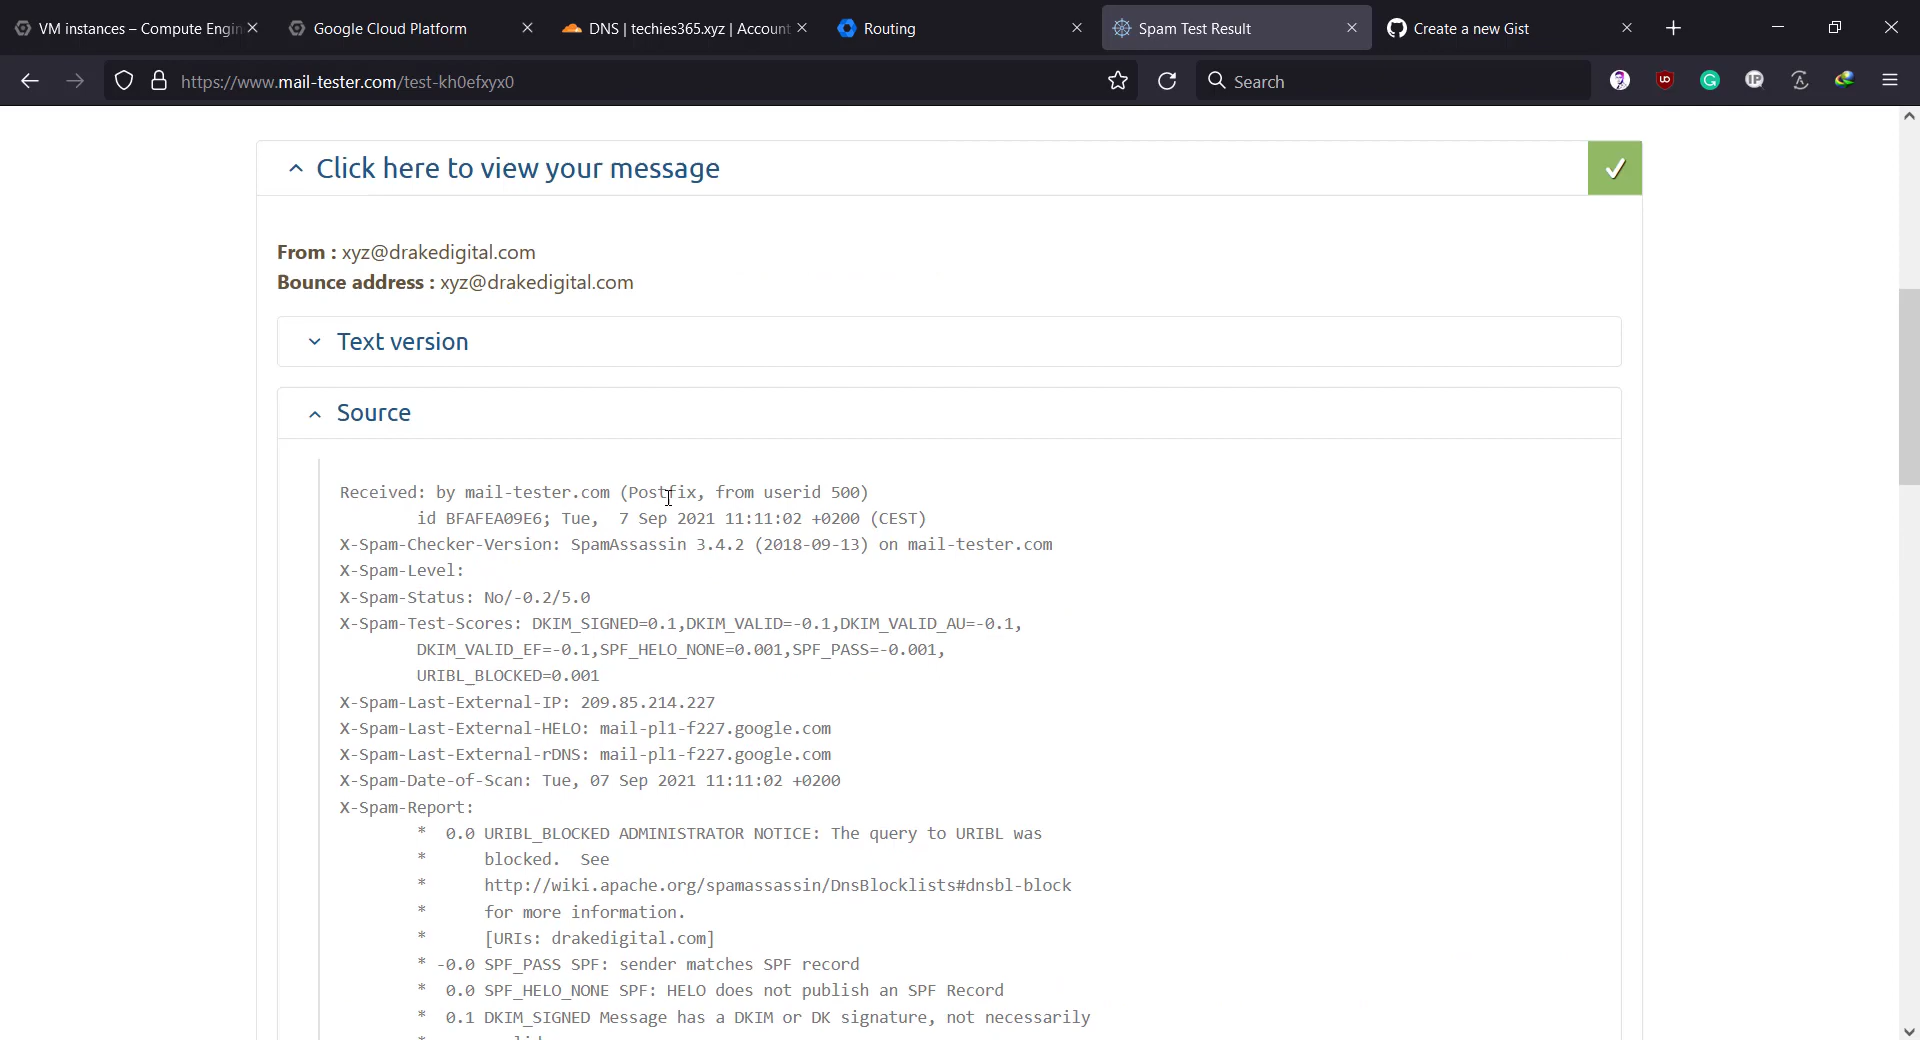 VM instances – Compute Engin
Google Cloud Platform
DNS | techies365.xyz | Account
Routing
Spam Test Result
Create a new Gist
https://www.mail-tester.com/test-kh0efxyx0
Search
Click here to view your message
From : xyz@drakedigital.com
Bounce address : xyz@drakedigital.com
Text version
Source
Received: by mail-tester.com (Postfix, from userid 500)
id BFAFEA09E6; Tue,  7 Sep 2021 11:11:02 +0200 (CEST)
X-Spam-Checker-Version: SpamAssassin 3.4.2 (2018-09-13) on mail-tester.com
X-Spam-Level:
X-Spam-Status: No/-0.2/5.0
X-Spam-Test-Scores: DKIM_SIGNED=0.1,DKIM_VALID=-0.1,DKIM_VALID_AU=-0.1,
DKIM_VALID_EF=-0.1,SPF_HELO_NONE=0.001,SPF_PASS=-0.001,
URIBL_BLOCKED=0.001
X-Spam-Last-External-IP: 209.85.214.227
X-Spam-Last-External-HELO: mail-pl1-f227.google.com
X-Spam-Last-External-rDNS: mail-pl1-f227.google.com
X-Spam-Date-of-Scan: Tue, 07 Sep 2021 11:11:02 +0200
X-Spam-Report:
*  0.0 URIBL_BLOCKED ADMINISTRATOR NOTICE: The query to URIBL was
*      blocked.  See
*      http://wiki.apache.org/spamassassin/DnsBlocklists#dnsbl-block
*      for more information.
*      [URIs: drakedigital.com]
* -0.0 SPF_PASS SPF: sender matches SPF record
*  0.0 SPF_HELO_NONE SPF: HELO does not publish an SPF Record
*  0.1 DKIM_SIGNED Message has a DKIM or DK signature, not necessarily